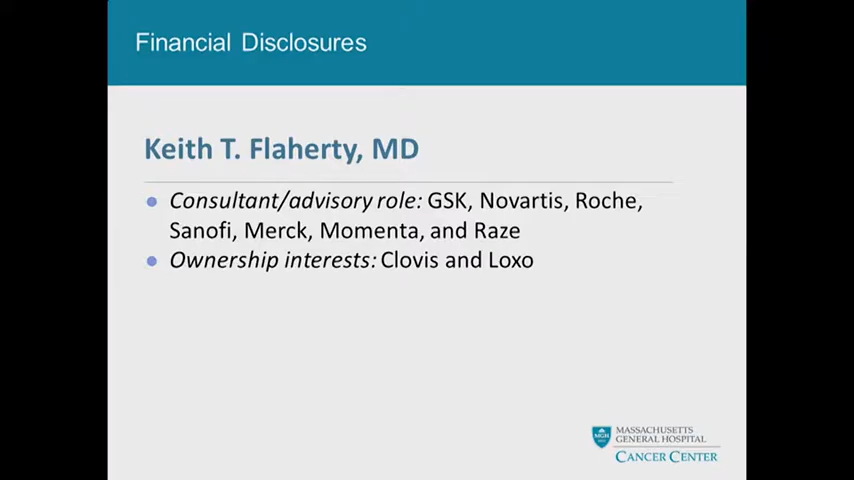 Financial Disclosures
Keith T. Flaherty, MD
Consultant/advisory role: GSK, Novartis, Roche,
Sanofi, Merck, Momenta, and Raze
Ownership interests: Clovis and Loxo
MGH
MASSACHUSETTS
GENERAL HOSPITAL
CANCER CENTER